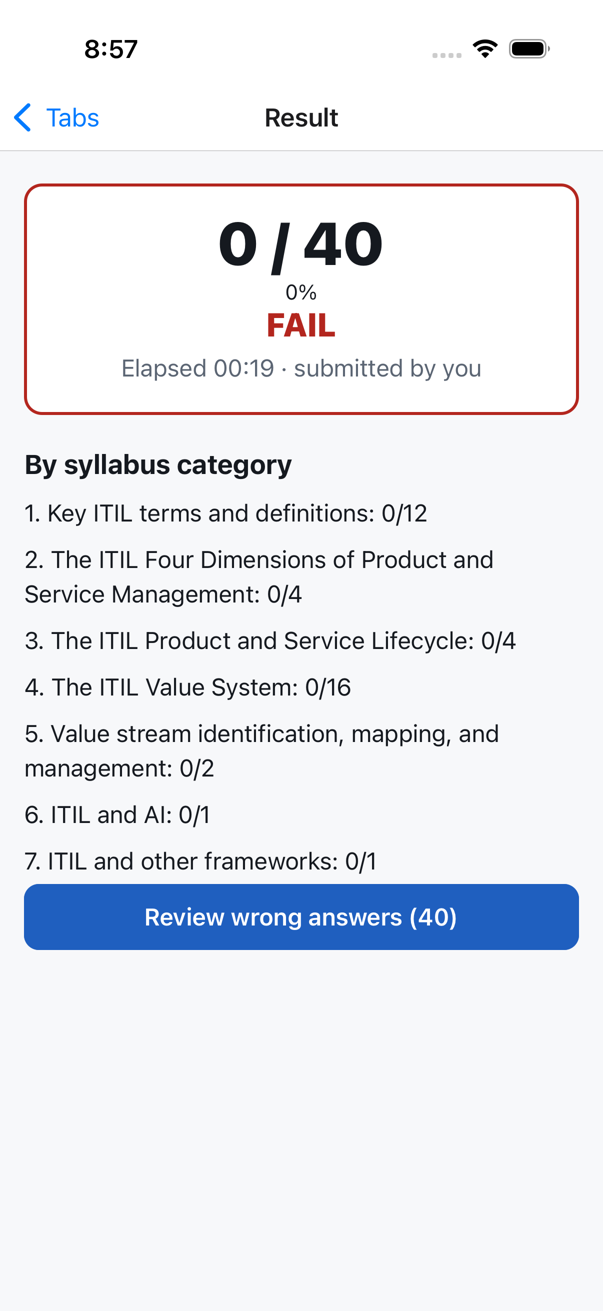 8:57
Tabs
Result
0 / 40
0%
FAIL
Elapsed 00:19 · submitted by you
By syllabus category
1. Key ITIL terms and definitions: 0/12
2. The ITIL Four Dimensions of Product and
Service Management: 0/4
3. The ITIL Product and Service Lifecycle: 0/4
4. The ITIL Value System: 0/16
5. Value stream identification, mapping, and
management: 0/2
6. ITIL and AI: 0/1
7. ITIL and other frameworks: 0/1
Review wrong answers (40)